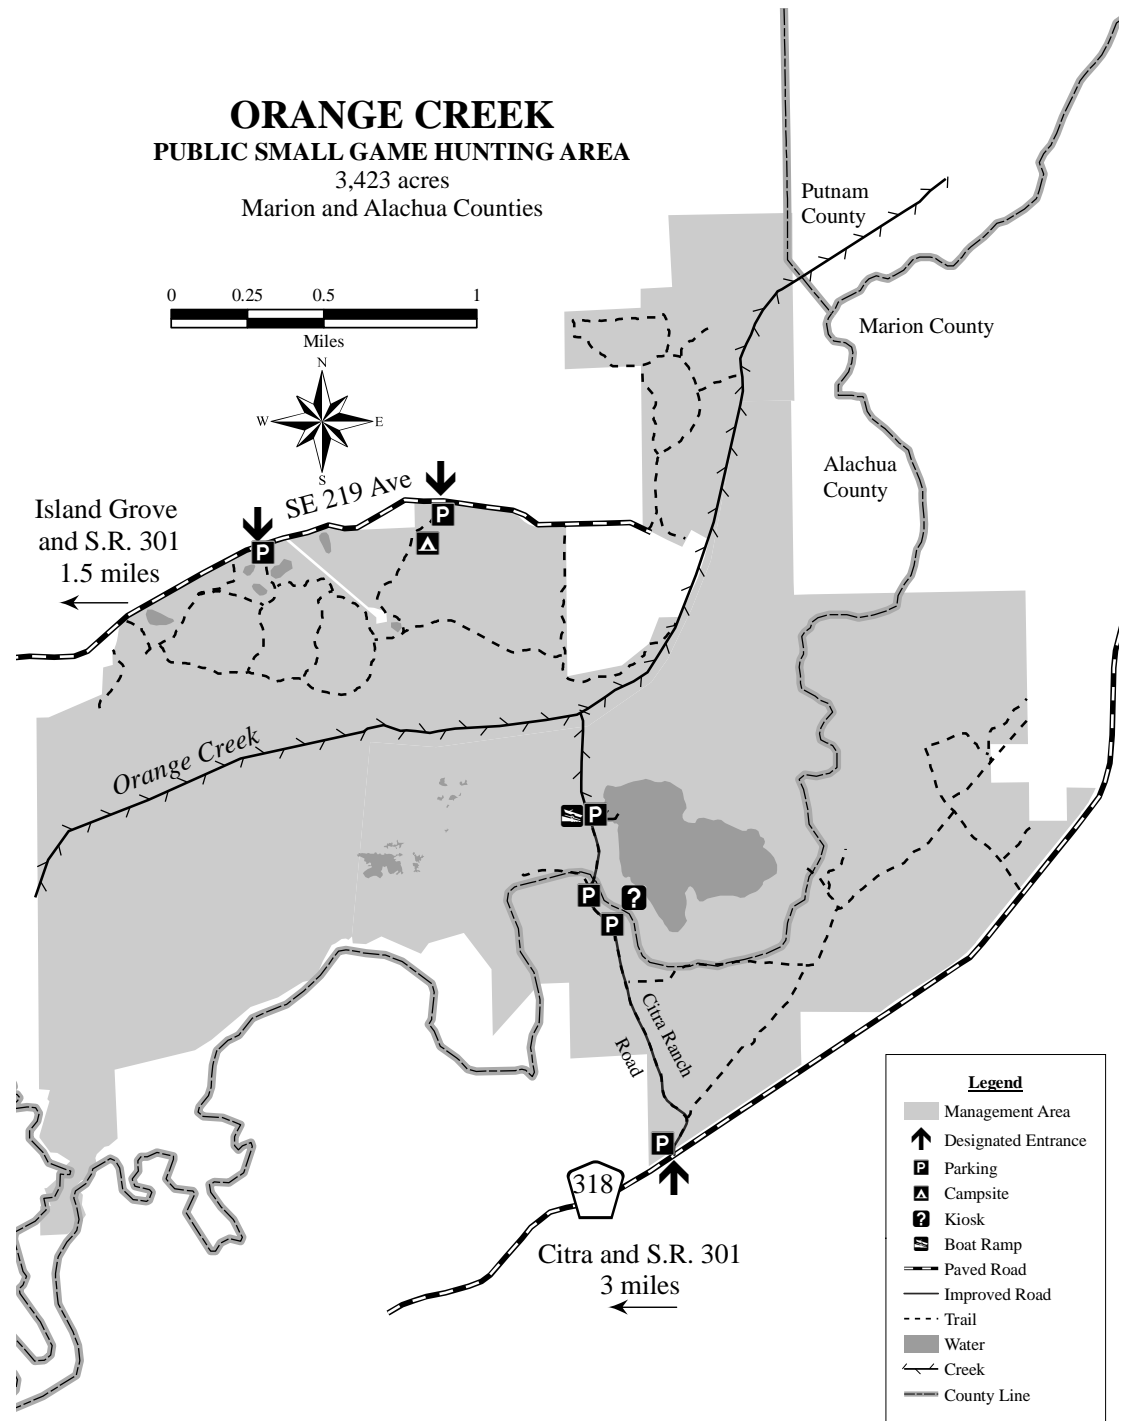 ORANGE CREEK
PUBLIC SMALL GAME HUNTING AREA
3,423 acres
Marion and Alachua Counties
0 0.25 0.5 1
Miles
N
W E
S
Putnam
County
Marion County
Alachua
County
SE 219 Ave
Island Grove
and S.R. 301
1.5 miles
P
P
Orange Creek
P
P
?
P
Citra Ranch
Road
P
318
Citra and S.R. 301
3 miles
Legend
Management Area
Designated Entrance
P Parking
Campsite
? Kiosk
Boat Ramp
Paved Road
Improved Road
Trail
Water
Creek
County Line